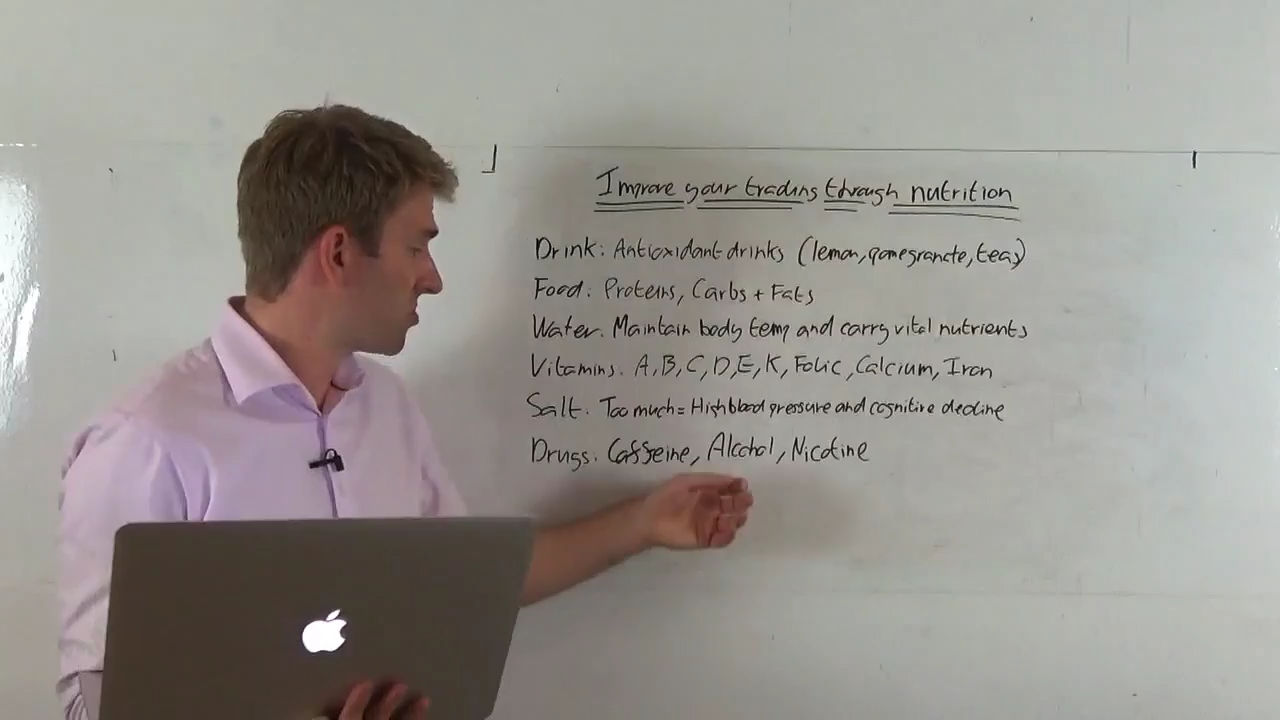 Improve your trading through nutrition
Drink: Antioxidant drinks (lemon, pomegranate, tea)
Food: Proteins, Carbs + Fats
Water: Maintain body temp and carry vital nutrients
Vitamins: A, B, C, D, E, K, Folic, Calcium, Iron
Salt: Too much = High blood pressure and cognitive decline
Drugs: Caffeine, Alcohol, Nicotine